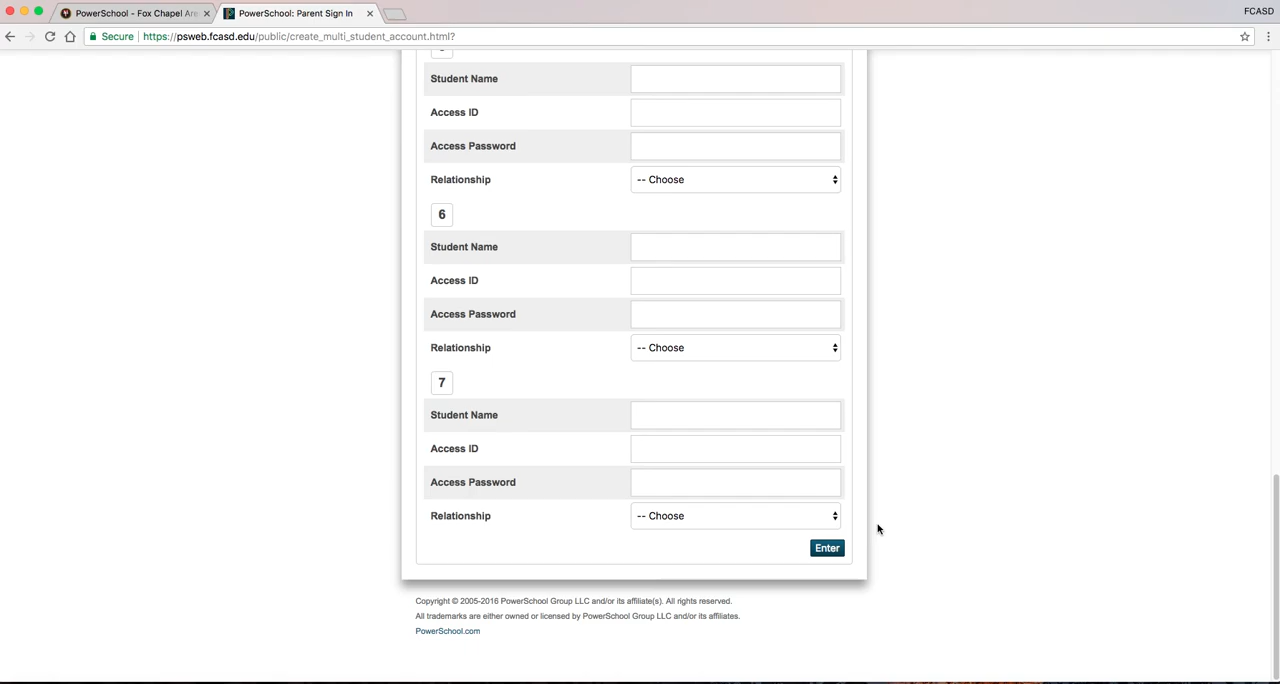 PowerSchool - Fox Chapel Are
PowerSchool: Parent Sign In
FCASD
Secure https://psweb.fcasd.edu/public/create_multi_student_account.html?
Student Name
Access ID
Access Password
Relationship -- Choose
6
Student Name
Access ID
Access Password
Relationship -- Choose
7
Student Name
Access ID
Access Password
Relationship -- Choose
Enter
Copyright © 2005-2016 PowerSchool Group LLC and/or its affiliate(s). All rights reserved.
All trademarks are either owned or licensed by PowerSchool Group LLC and/or its affiliates.
PowerSchool.com